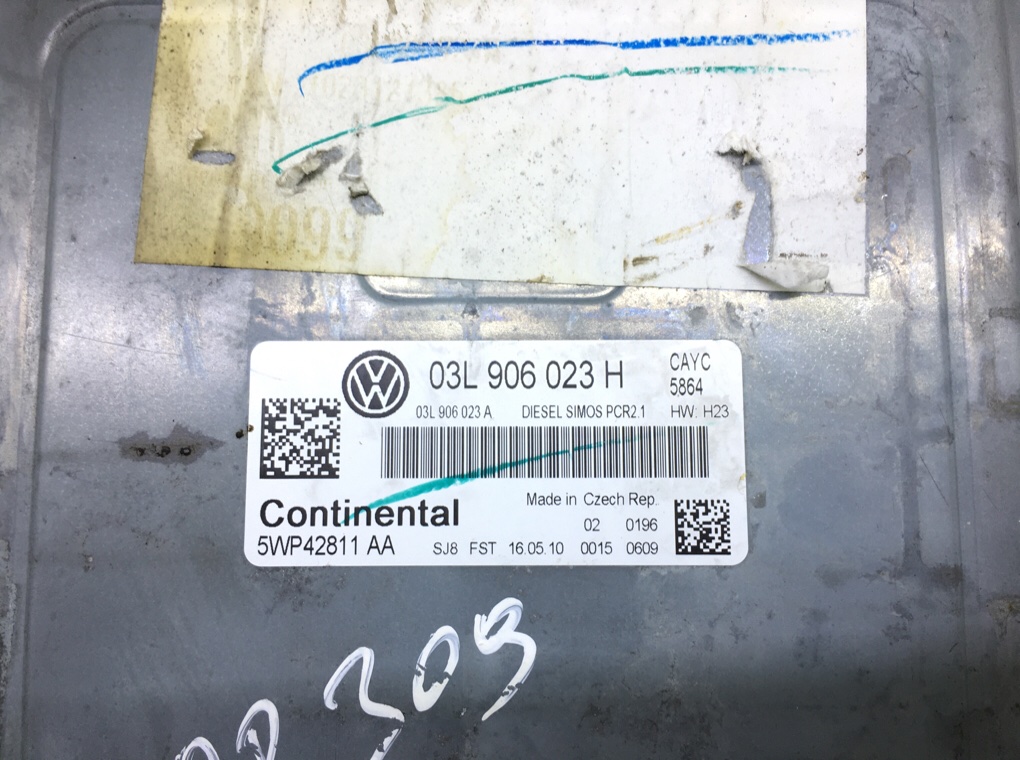 03L 906 023 H
CAYC
5864
03L 906 023 A DIESEL SIMOS PCR2.1 HW: H23
Continental
Made in Czech Rep.
02 0196
5WP42811 AA SJ8 FST 16.05.10 0015 0609
309